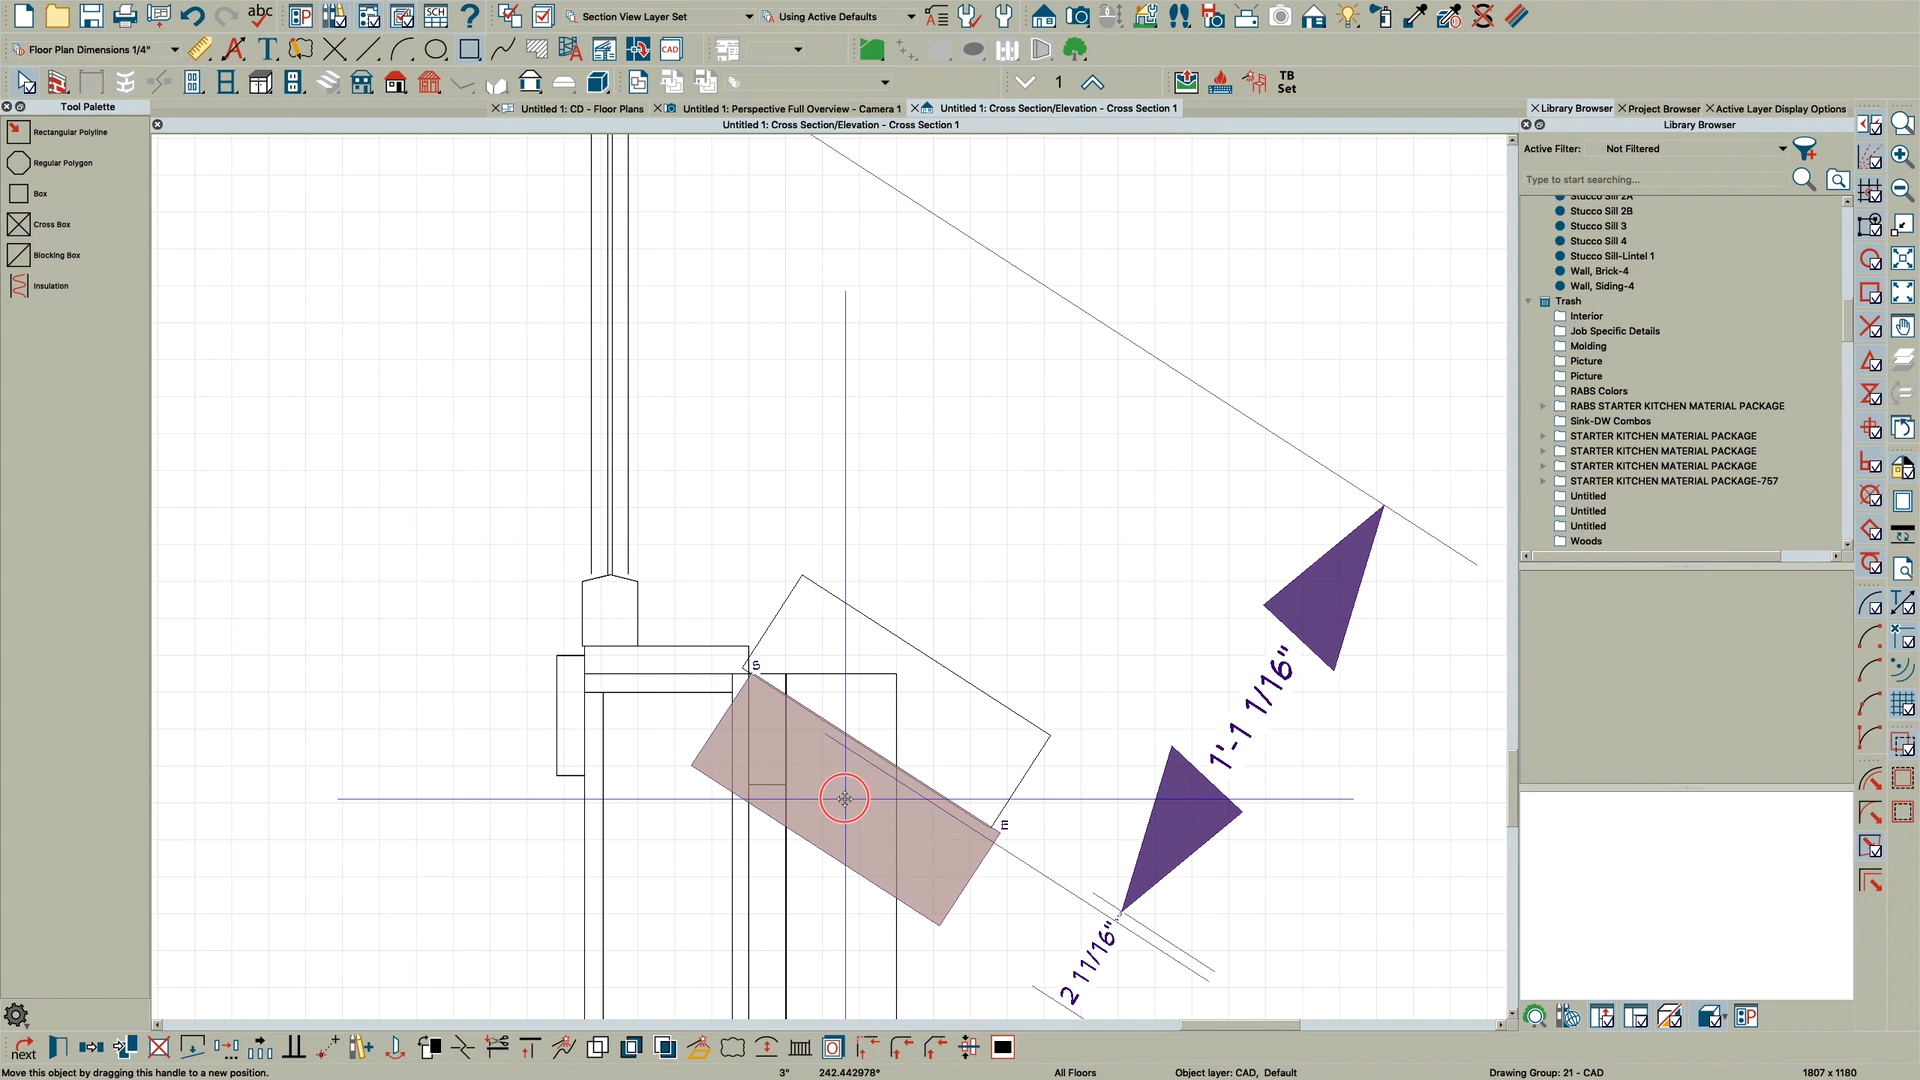 abc
Section View Layer Set
Using Active Defaults
SCH
?
Floor Plan Dimensions 1/4"
A
T
CAD
1
TB
Set
Tool Palette
Untitled 1: CD - Floor Plans
Untitled 1: Perspective Full Overview - Camera 1
Untitled 1: Cross Section/Elevation - Cross Section 1
Library Browser
Project Browser
Active Layer Display Options
Untitled 1: Cross Section/Elevation - Cross Section 1
Library Browser
Rectangular Polyline
Regular Polygon
Box
Cross Box
Blocking Box
Insulation
Active Filter:
Not Filtered
Type to start searching...
Stucco Sill 2A
Stucco Sill 2B
Stucco Sill 3
Stucco Sill 4
Stucco Sill-Lintel 1
Wall, Brick-4
Wall, Siding-4
Trash
Interior
Job Specific Details
Molding
Picture
Picture
RABS Colors
RABS STARTER KITCHEN MATERIAL PACKAGE
Sink-DW Combos
STARTER KITCHEN MATERIAL PACKAGE
STARTER KITCHEN MATERIAL PACKAGE
STARTER KITCHEN MATERIAL PACKAGE
STARTER KITCHEN MATERIAL PACKAGE-757
Untitled
Untitled
Untitled
Woods
S
E
1'-1 1/16"
2 11/16"
next
Move this object by dragging this handle to a new position.
3"
242.442978°
All Floors
Object layer: CAD, Default
Drawing Group: 21 - CAD
1807 x 1180